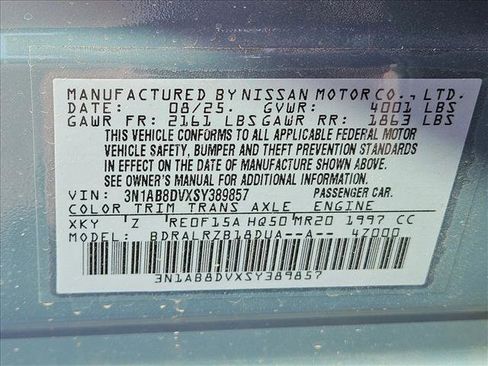 MANUFACTURED BY NISSAN MOTOR CO., LTD.
DATE: 08/25. GVWR: 4001 LBS
GAWR FR: 2161 LBS GAWR RR: 1863 LBS
THIS VEHICLE CONFORMS TO ALL APPLICABLE FEDERAL MOTOR
VEHICLE SAFETY, BUMPER AND THEFT PREVENTION STANDARDS
IN EFFECT ON THE DATE OF MANUFACTURE SHOWN ABOVE.
SEE OWNER'S MANUAL FOR ADDITIONAL INFORMATION.
VIN: 3N1AB8DVXSY389857 PASSENGER CAR.
COLOR TRIM TRANS AXLE ENGINE
XKY 'Z 'RE0F15A HQ50 MR20 1997 CC
MODEL: BDRALRZB18DUA--A-- 47000
3N1AB8DVXSY389857